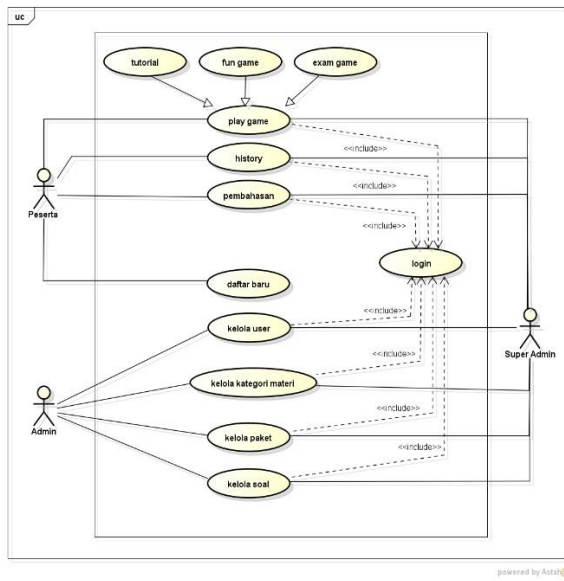 uc
tutorial
fun game
exam game
play game
<<include>>
history
pembahasan
Peserta
<<include>>
login
daftar baru
<<include>>
kelola user
Super Admin
<<include>>
kelola kategori materi
Admin
<<include>>
kelola paket
<<include>>
kelola soal
powered by Astah